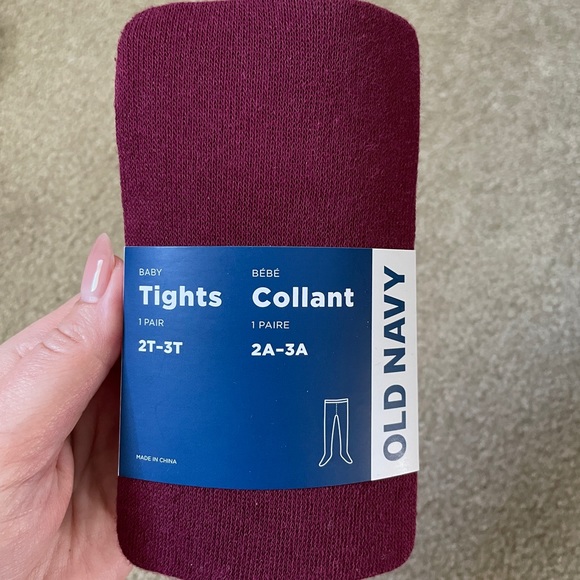 BABY
Tights
1 PAIR
2T-3T
BÉBÉ
Collant
1 PAIRE
2A-3A
MADE IN CHINA
OLD NAVY